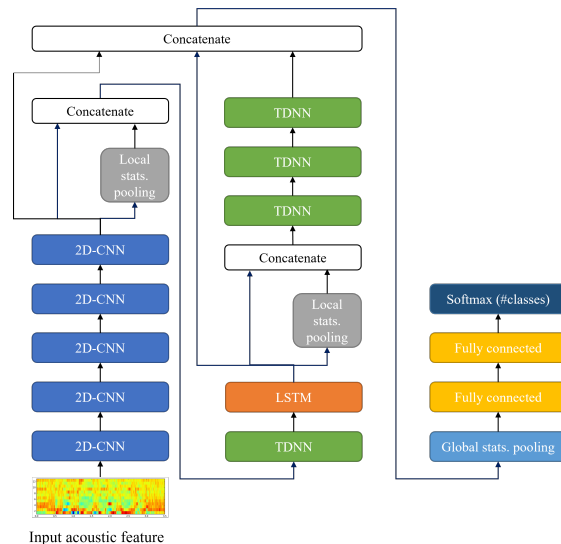 Concatenate
Concatenate
Local
stats.
pooling
2D-CNN
2D-CNN
2D-CNN
2D-CNN
2D-CNN
Input acoustic feature
TDNN
TDNN
TDNN
Concatenate
Local
stats.
pooling
LSTM
TDNN
Softmax (#classes)
Fully connected
Fully connected
Global stats. pooling